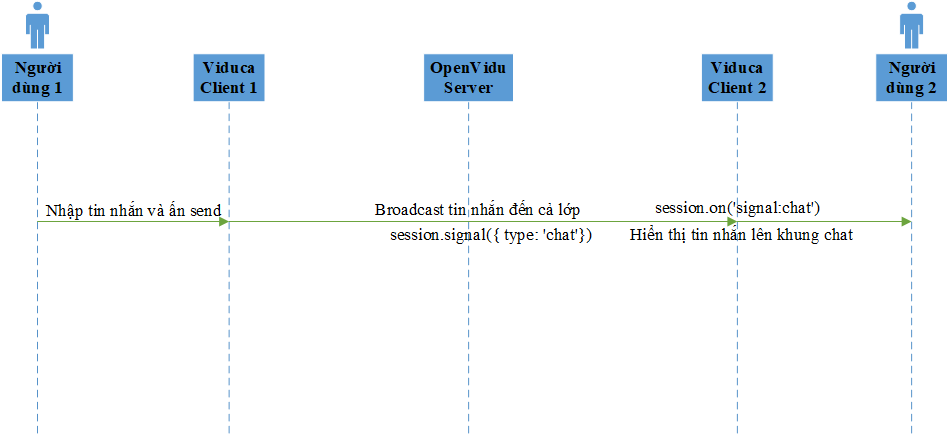 Người
dùng 1
Viduca
Client 1
OpenVidu
Server
Viduca
Client 2
Người
dùng 2
Nhập tin nhắn và ấn send
Broadcast tin nhắn đến cả lớp
session.signal({ type: 'chat'})
session.on('signal:chat')
Hiển thị tin nhắn lên khung chat